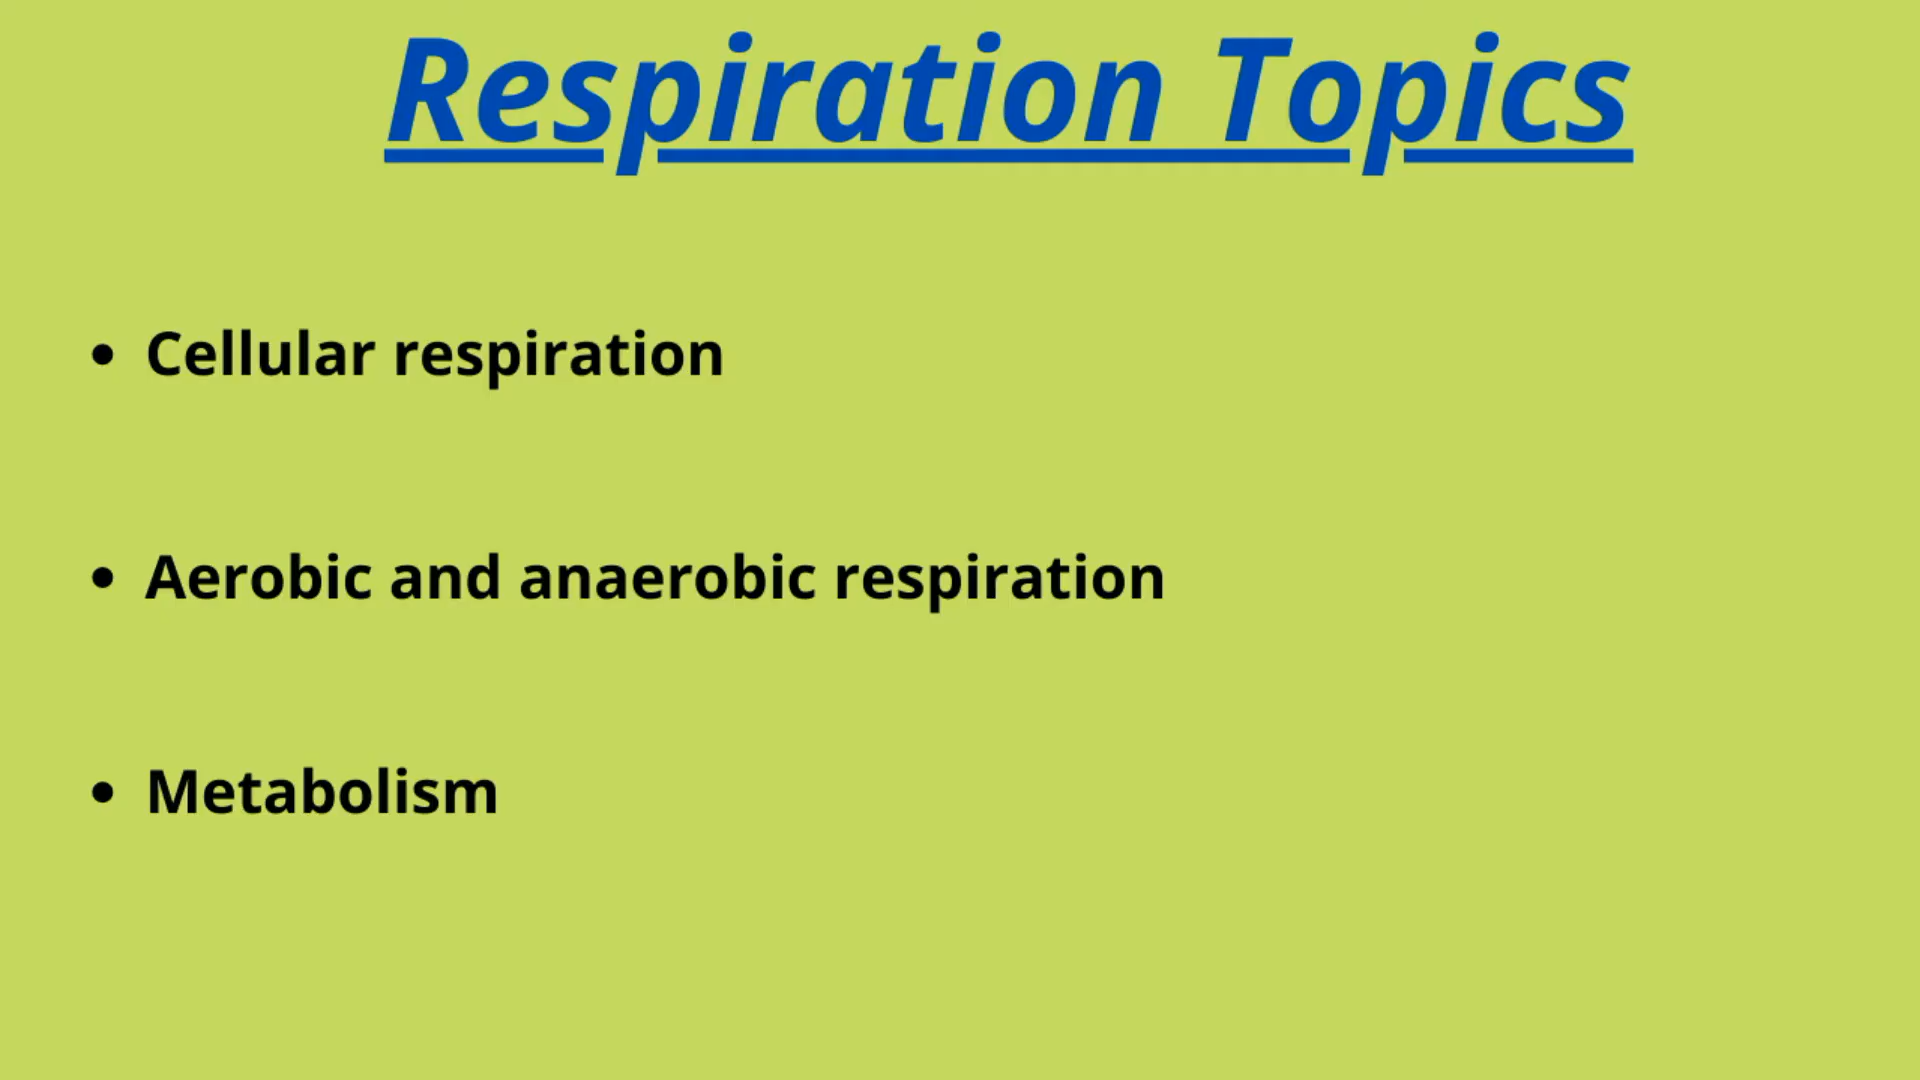 Respiration Topics
• Cellular respiration
• Aerobic and anaerobic respiration
• Metabolism